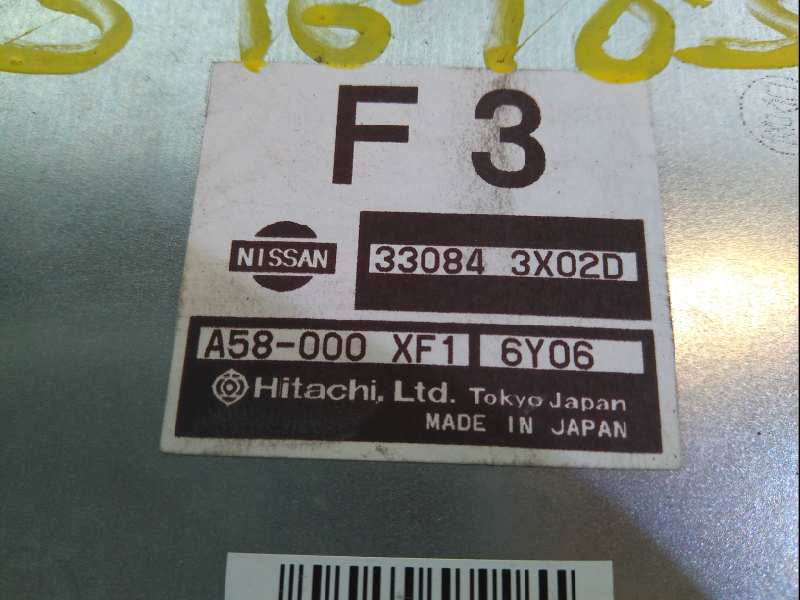 F 3
NISSAN 33084 3X02D
A58-000 XF1 6Y06
Hitachi, Ltd. Tokyo Japan
MADE IN JAPAN